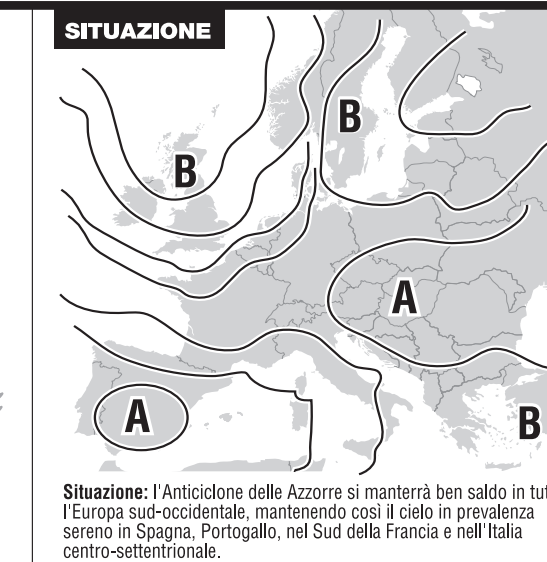 SITUAZIONE
B
B
A
A
B
Situazione: l'Anticiclone delle Azzorre si manterrà ben saldo in tut
l'Europa sud-occidentale, mantenendo così il cielo in prevalenza
sereno in Spagna, Portogallo, nel Sud della Francia e nell'Italia
centro-settentrionale.